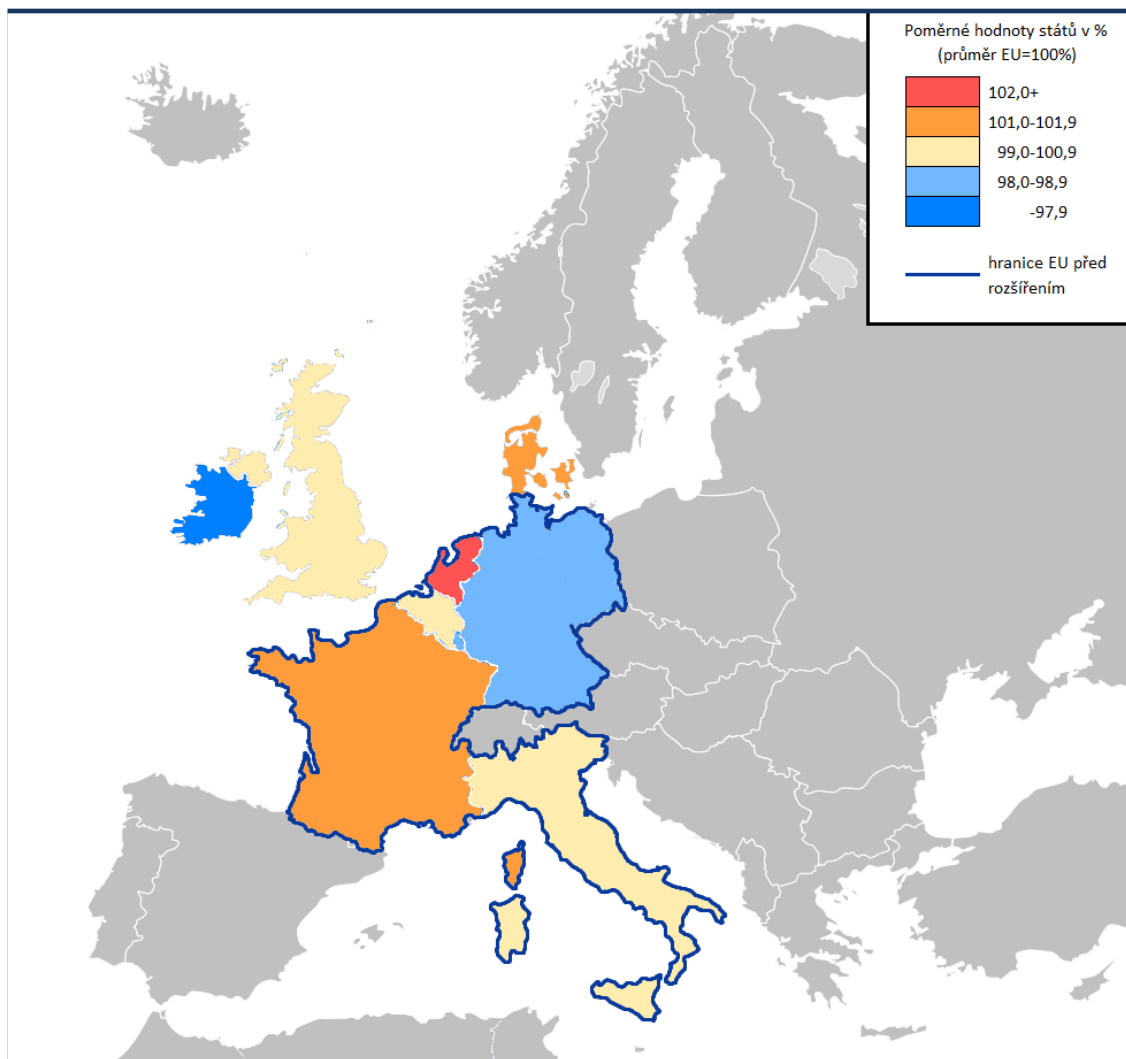 Poměrné hodnoty států v %
(průměr EU=100%)
102,0+
101,0-101,9
99,0-100,9
98,0-98,9
-97,9
hranice EU před
rozšířením